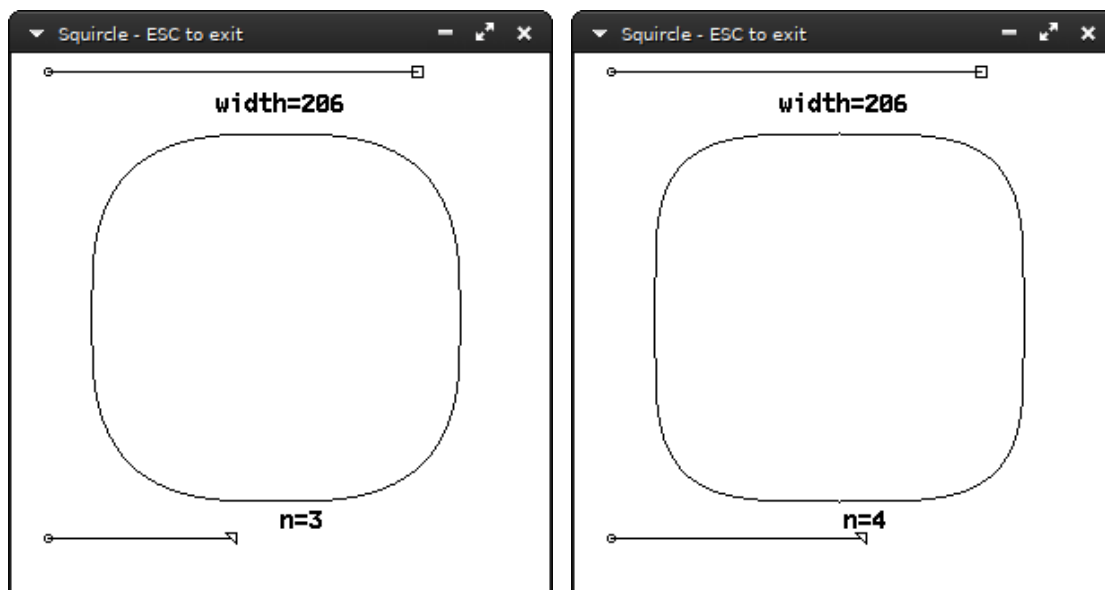 Squircle - ESC to exit
width=206
n=3
Squircle - ESC to exit
width=206
n=4